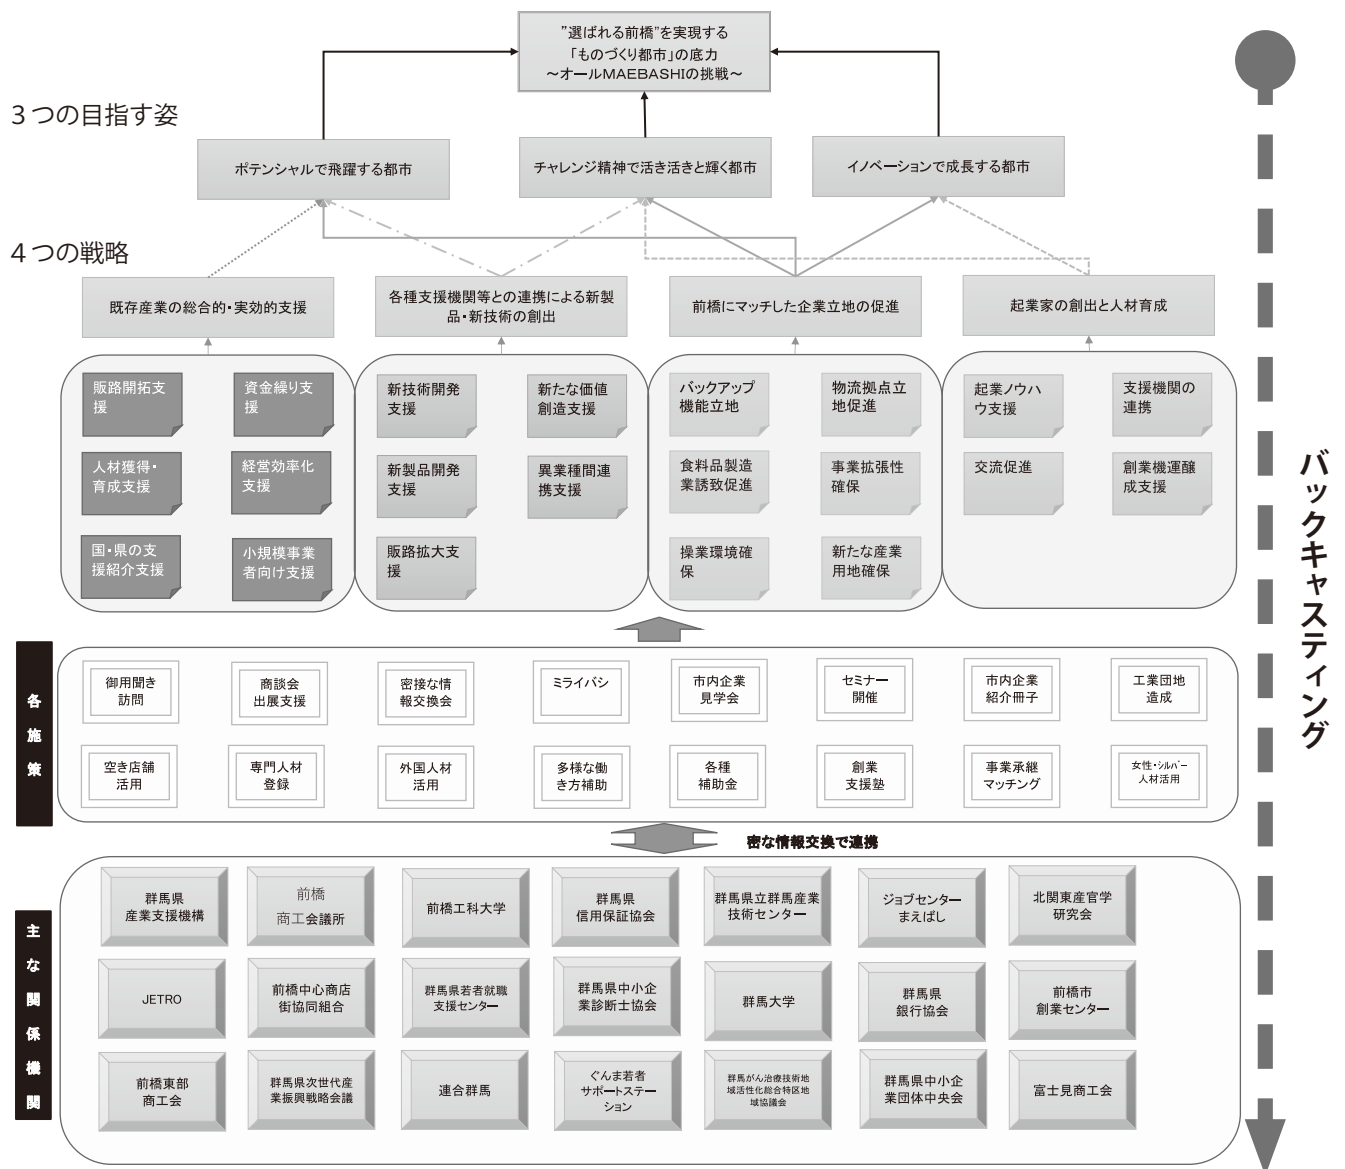 ”選ばれる前橋”を実現する
「ものづくり都市」の底力
～オールMAEBASHIの挑戦～
３つの目指す姿
ポテンシャルで飛躍する都市
チャレンジ精神で活き活きと輝く都市
イノベーションで成長する都市
４つの戦略
既存産業の総合的・実効的支援
各種支援機関等との連携による新製
品・新技術の創出
前橋にマッチした企業立地の促進
起業家の創出と人材育成
販路開拓支
援
資金繰り支
援
人材獲得・
育成支援
経営効率化
支援
国・県の支
援紹介支援
小規模事業
者向け支援
新技術開発
支援
新たな価値
創造支援
新製品開発
支援
異業種間連
携支援
販路拡大支
援
バックアップ
機能立地
物流拠点立
地促進
食料品製造
業誘致促進
事業拡張性
確保
操業環境確
保
新たな産業
用地確保
起業ノウハ
ウ支援
支援機関の
連携
交流促進
創業機運醸
成支援
バックキャスティング
各施策
御用聞き
訪問
商談会
出展支援
密接な情
報交換会
ミライバシ
市内企業
見学会
セミナー
開催
市内企業
紹介冊子
工業団地
造成
空き店舗
活用
専門人材
登録
外国人材
活用
多様な働
き方補助
各種
補助金
創業
支援塾
事業承継
マッチング
女性・シルバー
人材活用
密な情報交換で連携
主な関係機関
群馬県
産業支援機構
前橋
商工会議所
前橋工科大学
群馬県
信用保証協会
群馬県立群馬産業
技術センター
ジョブセンター
まえばし
北関東産官学
研究会
JETRO
前橋中心商店
街協同組合
群馬県若者就職
支援センター
群馬県中小企
業診断士協会
群馬大学
群馬県
銀行協会
前橋市
創業センター
前橋東部
商工会
群馬県次世代産
業振興戦略会議
連合群馬
ぐんま若者
サポートステー
ション
群馬がん治療技術地
域活性化総合特区地
域協議会
群馬県中小企
業団体中央会
富士見商工会